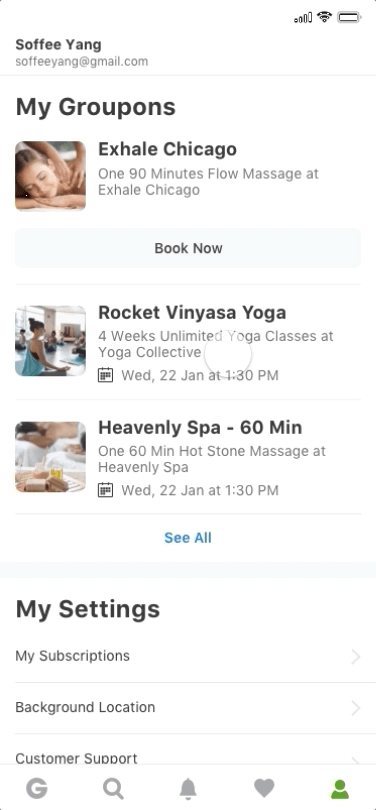 Soffee Yang
soffeeyang@gmail.com
My Groupons
Exhale Chicago
One 90 Minutes Flow Massage at
Exhale Chicago
Book Now
Rocket Vinyasa Yoga
4 Weeks Unlimited Yoga Classes at
Yoga Collective
Wed, 22 Jan at 1:30 PM
Heavenly Spa - 60 Min
One 60 Min Hot Stone Massage at
Heavenly Spa
Wed, 22 Jan at 1:30 PM
See All
My Settings
My Subscriptions
Background Location
Customer Support
G